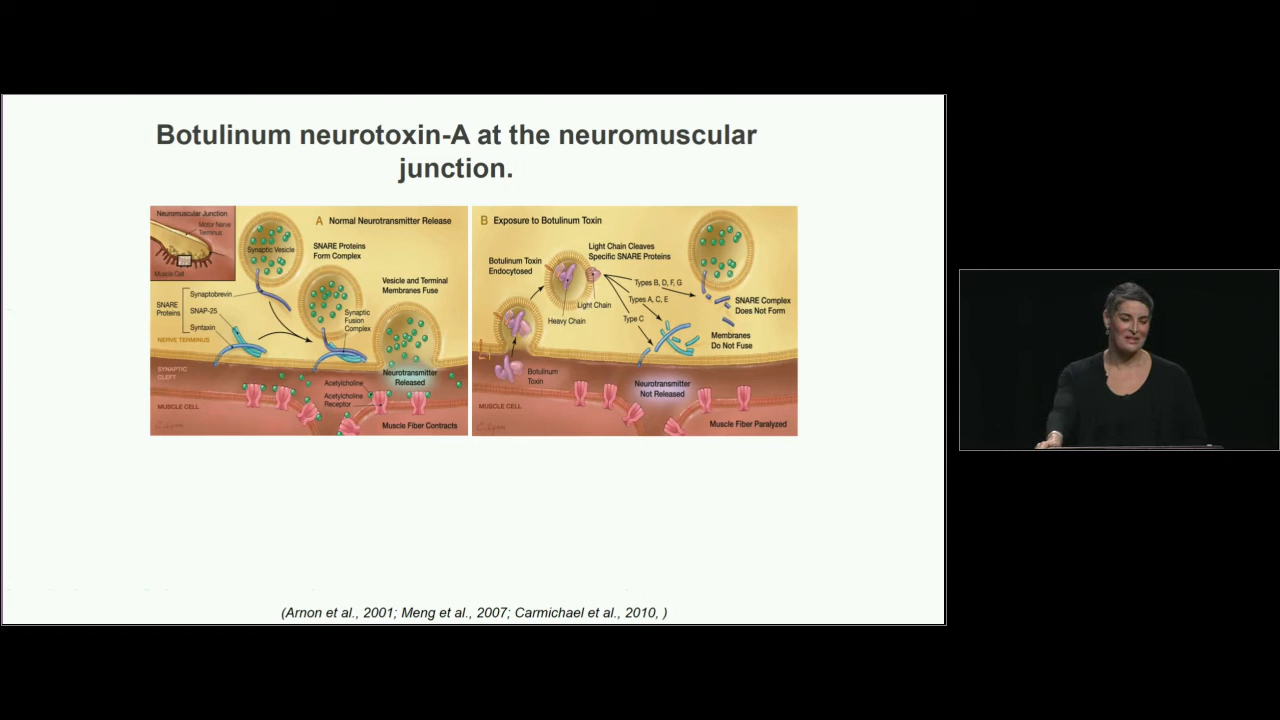 Botulinum neurotoxin-A at the neuromuscular
junction.
Neuromuscular Junction
Motor Nerve
Terminus
Muscle Cell
A Normal Neurotransmitter Release
Synaptic Vesicle
SNARE Proteins
Form Complex
Vesicle and Terminal
Membranes Fuse
SNARE
Proteins
Synaptobrevin
SNAP-25
Syntaxin
Synaptic
Fusion
Complex
NERVE TERMINUS
SYNAPTIC
CLEFT
Neurotransmitter
Released
Acetylcholine
Acetylcholine
Receptor
MUSCLE CELL
Muscle Fiber Contracts
B Exposure to Botulinum Toxin
Light Chain Cleaves
Specific SNARE Proteins
Botulinum Toxin
Endocytosed
Types B, D, F, G
Light Chain
Types A, C, E
Heavy Chain
Type C
SNARE Complex
Does Not Form
Membranes
Do Not Fuse
Botulinum
Toxin
Neurotransmitter
Not Released
MUSCLE CELL
Muscle Fiber Paralyzed
(Arnon et al., 2001; Meng et al., 2007; Carmichael et al., 2010, )